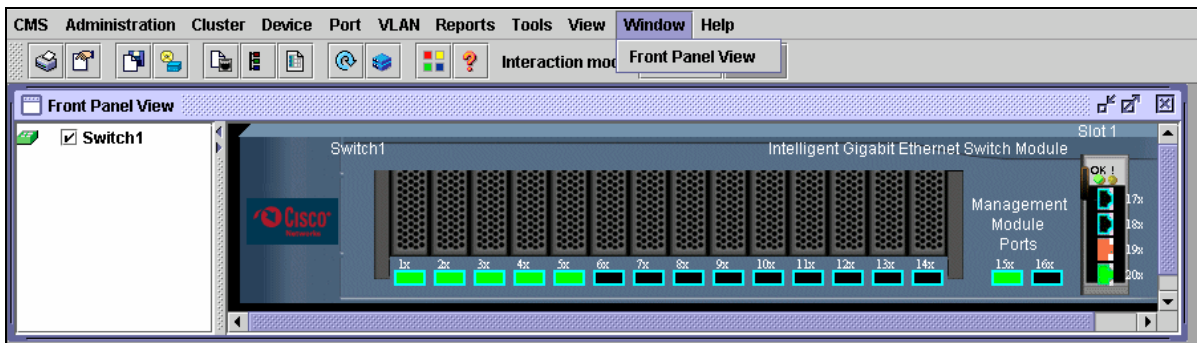 CMS Administration Cluster Device Port VLAN Reports Tools View Window Help
Interaction mod
Front Panel View
Front Panel View
Switch1
Slot 1
Switch1
Intelligent Gigabit Ethernet Switch Module
OK !
Cisco
Management
Module
Ports
17x
18x
19x
20x
1x 2x 3x 4x 5x 6x 7x 8x 9x 10x 11x 12x 13x 14x 15x 16x